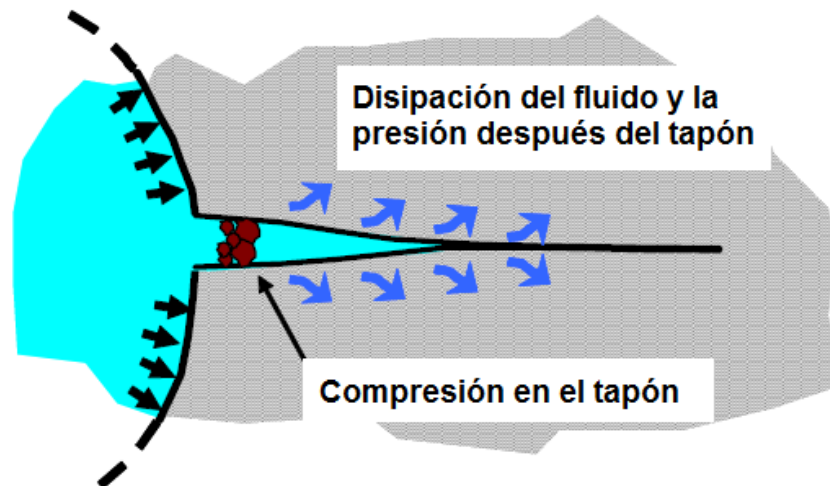 Disipación del fluido y la
presión después del tapón
Compresión en el tapón